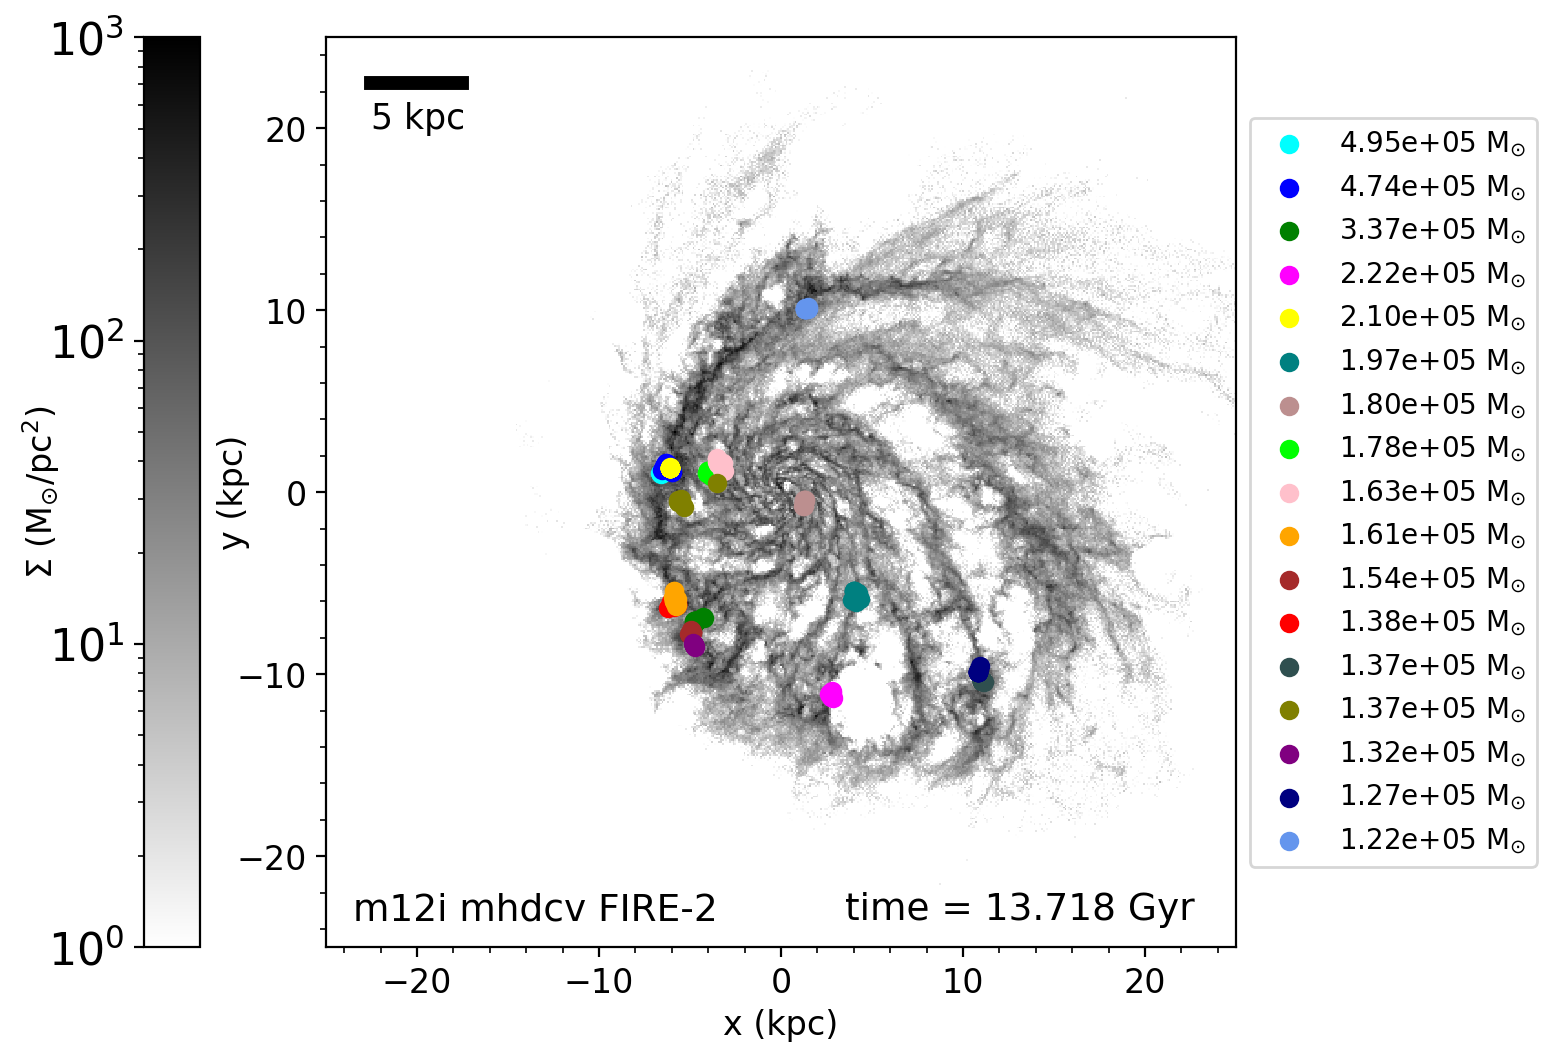 10³
10²
10¹
10⁰
Σ (M⊙/pc²)
5 kpc
20
10
0
−10
−20
y (kpc)
m12i mhdcv FIRE-2
time = 13.718 Gyr
−20
−10
0
10
20
x (kpc)
4.95e+05 M⊙
4.74e+05 M⊙
3.37e+05 M⊙
2.22e+05 M⊙
2.10e+05 M⊙
1.97e+05 M⊙
1.80e+05 M⊙
1.78e+05 M⊙
1.63e+05 M⊙
1.61e+05 M⊙
1.54e+05 M⊙
1.38e+05 M⊙
1.37e+05 M⊙
1.37e+05 M⊙
1.32e+05 M⊙
1.27e+05 M⊙
1.22e+05 M⊙